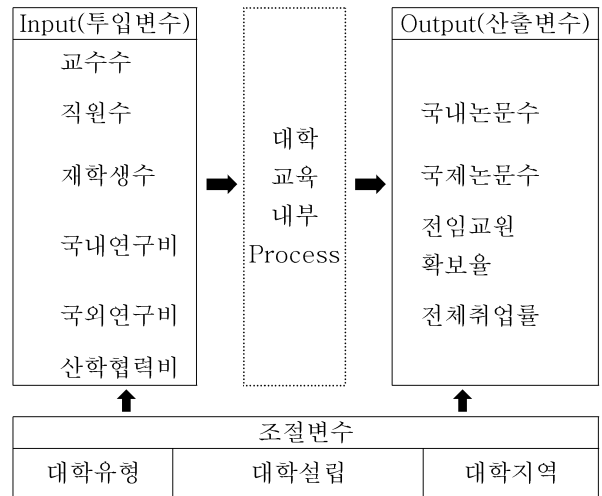 Input(투입변수)
교수수
직원수
재학생수
국내연구비
국외연구비
산학협력비
대학
교육
내부
Process
Output(산출변수)
국내논문수
국제논문수
전임교원
확보율
전체취업률
조절변수
대학유형
대학설립
대학지역